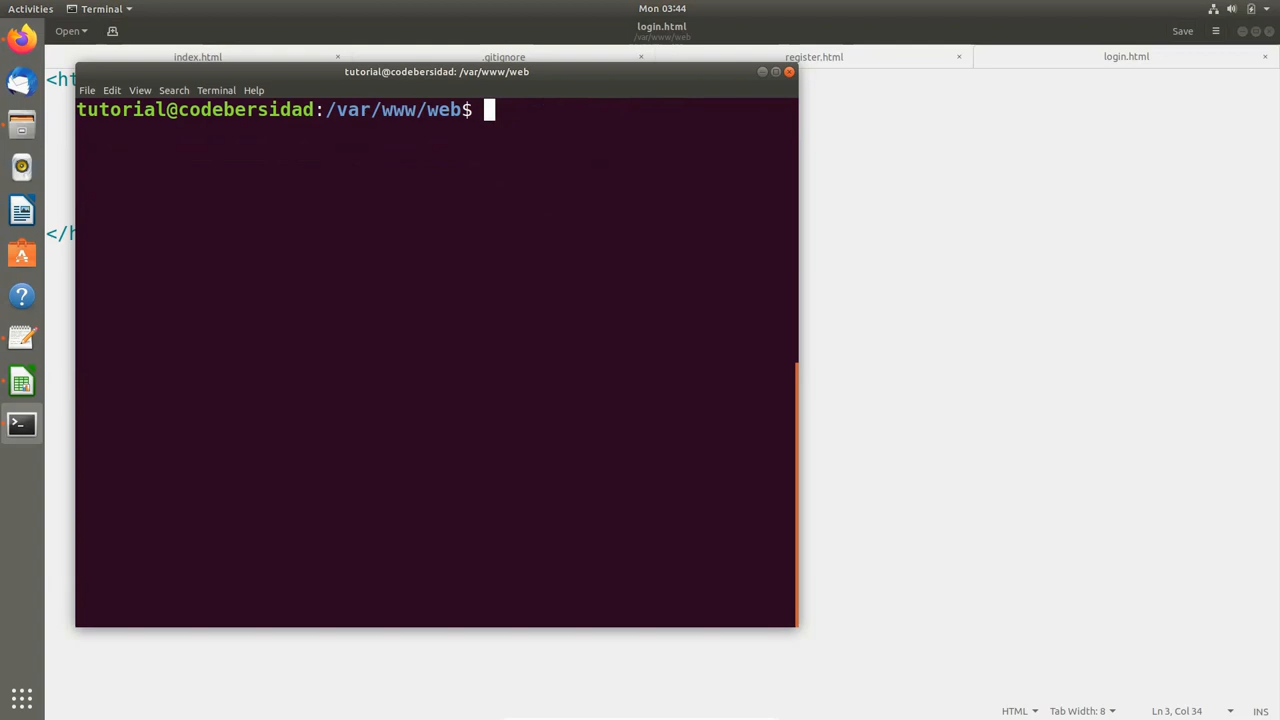 Activities Terminal Mon 03:44
Open login.html Save
/var/www/web
index.html .gitignore register.html login.html
<ht
tutorial@codebersidad: /var/www/web
File Edit View Search Terminal Help
tutorial@codebersidad:/var/www/web$
</h
HTML Tab Width: 8 Ln 3, Col 34 INS